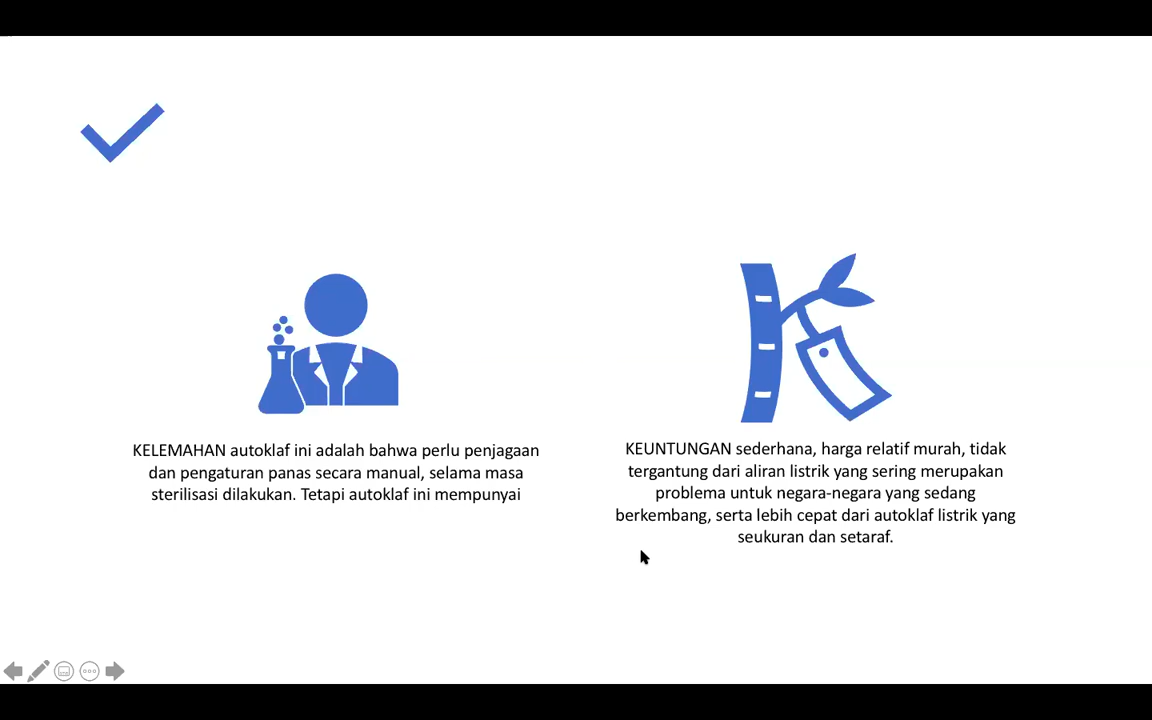 KELEMAHAN autoklaf ini adalah bahwa perlu penjagaan
dan pengaturan panas secara manual, selama masa
sterilisasi dilakukan. Tetapi autoklaf ini mempunyai
KEUNTUNGAN sederhana, harga relatif murah, tidak
tergantung dari aliran listrik yang sering merupakan
problema untuk negara-negara yang sedang
berkembang, serta lebih cepat dari autoklaf listrik yang
seukuran dan setaraf.